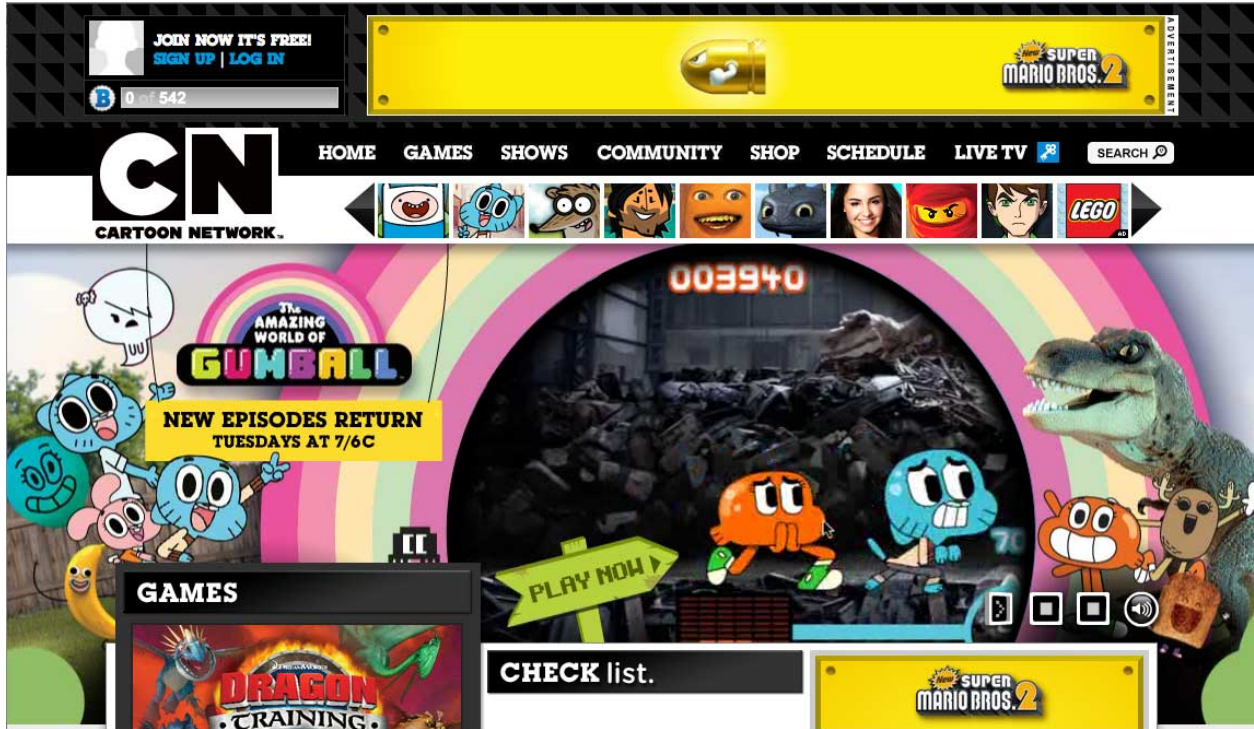 JOIN NOW IT'S FREE!
SIGN UP | LOG IN
B 0 of 542
New SUPER
MARIO BROS. 2
ADVERTISEMENT
CN
CARTOON NETWORK
HOME GAMES SHOWS COMMUNITY SHOP SCHEDULE LIVE TV SEARCH
LEGO
AD
003940
The
AMAZING
WORLD OF
GUMBALL
NEW EPISODES RETURN
TUESDAYS AT 7/6C
70
PLAY NOW
GAMES
DRAGON
TRAINING
CHECK list.
New SUPER
MARIO BROS. 2